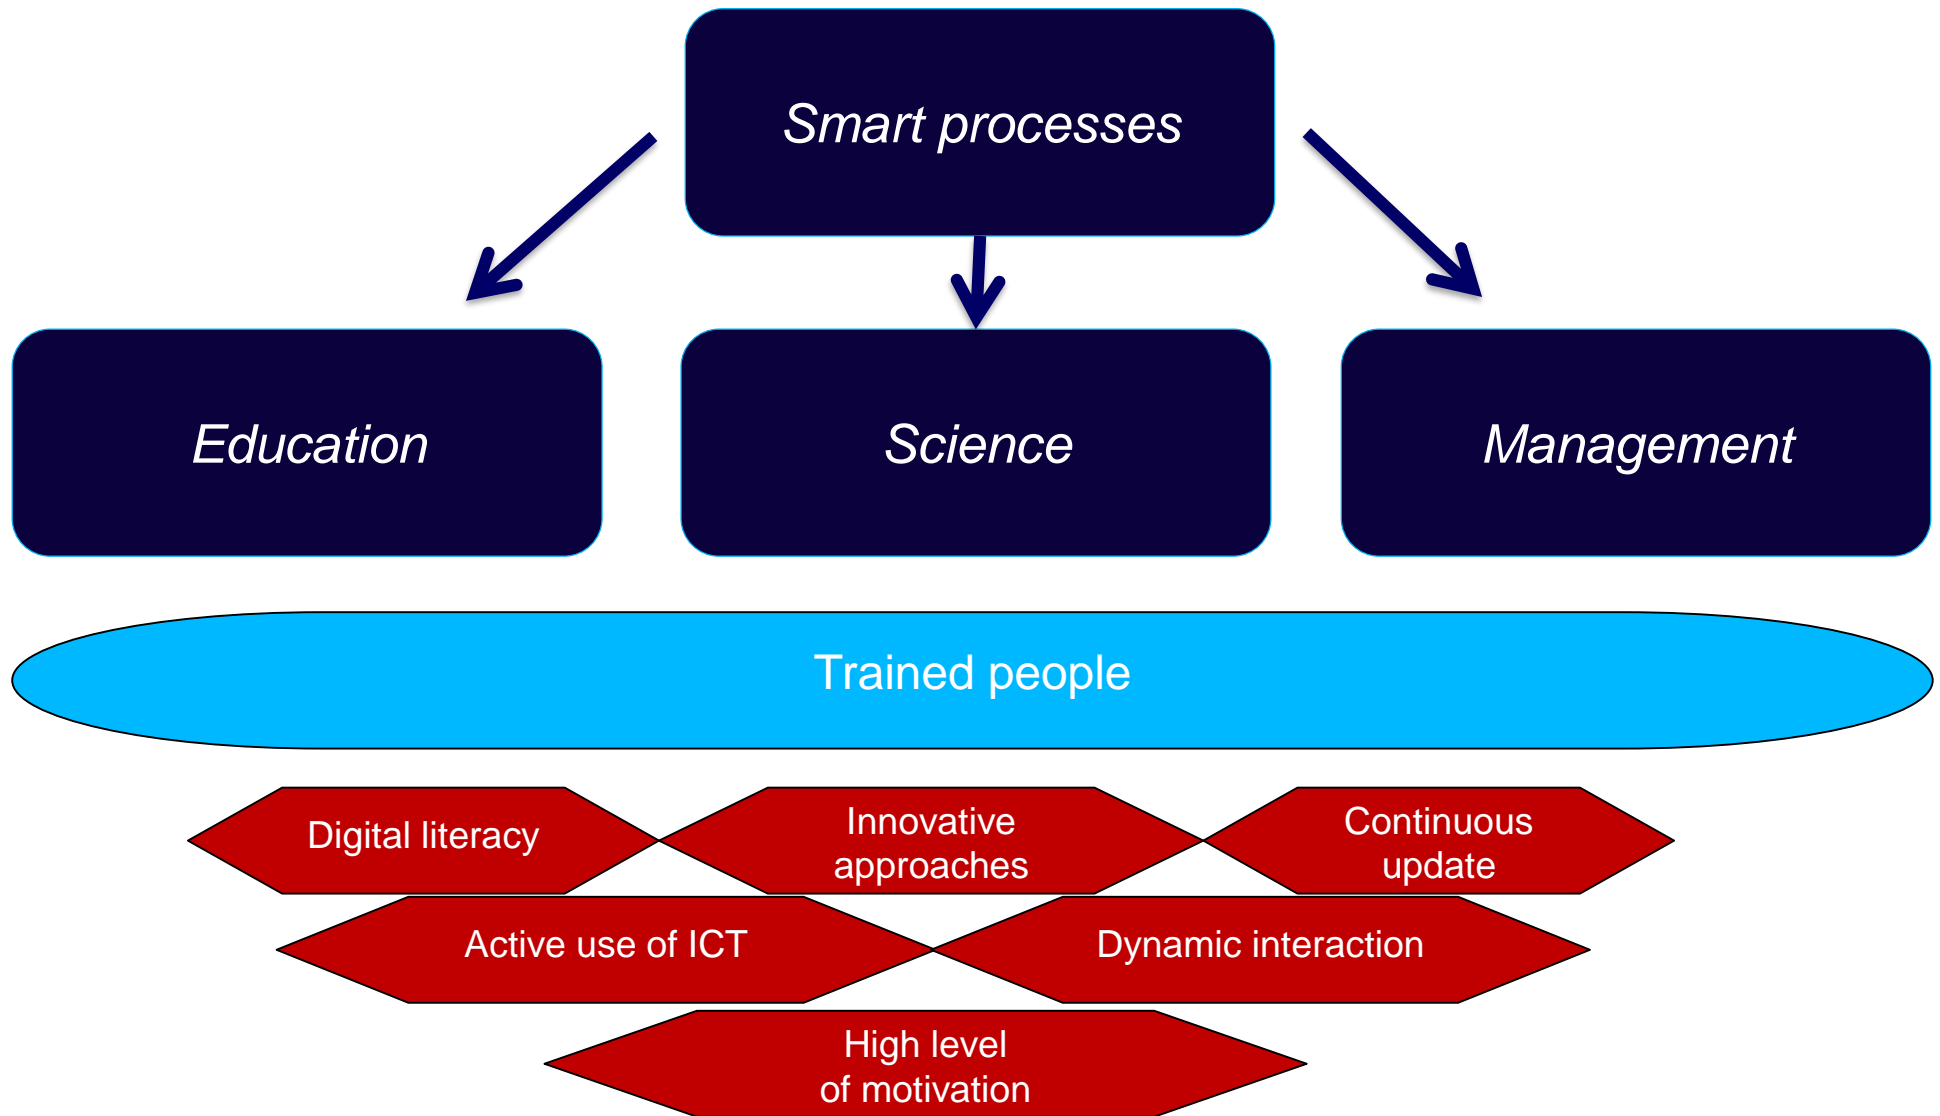 Smart processes
Education
Science
Management
Trained people
Digital literacy
Innovative
approaches
Continuous
update
Active use of ICT
Dynamic interaction
High level
of motivation